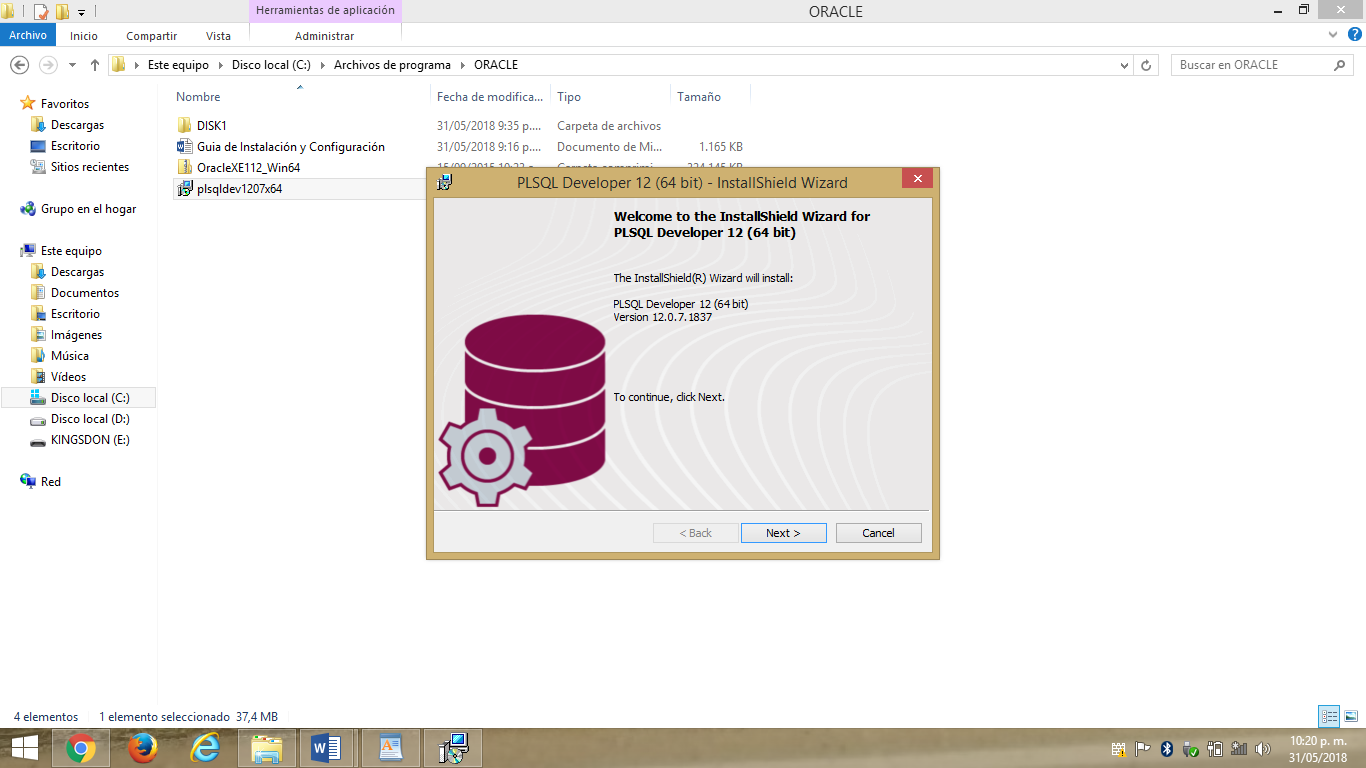 Herramientas de aplicación
ORACLE
Archivo
Inicio
Compartir
Vista
Administrar
Este equipo
Disco local (C:)
Archivos de programa
ORACLE
Buscar en ORACLE
Nombre
Fecha de modifica...
Tipo
Tamaño
DISK1
31/05/2018 9:35 p....
Carpeta de archivos
Guia de Instalación y Configuración
31/05/2018 9:16 p....
Documento de Mi...
1.165 KB
OracleXE112_Win64
plsqldev1207x64
Favoritos
Descargas
Escritorio
Sitios recientes
Grupo en el hogar
Este equipo
Descargas
Documentos
Escritorio
Imágenes
Música
Vídeos
Disco local (C:)
Disco local (D:)
KINGSDON (E:)
Red
PLSQL Developer 12 (64 bit) - InstallShield Wizard
Welcome to the InstallShield Wizard for
PLSQL Developer 12 (64 bit)
The InstallShield(R) Wizard will install:
PLSQL Developer 12 (64 bit)
Version 12.0.7.1837
To continue, click Next.
< Back
Next >
Cancel
4 elementos
1 elemento seleccionado 37,4 MB
10:20 p. m.
31/05/2018